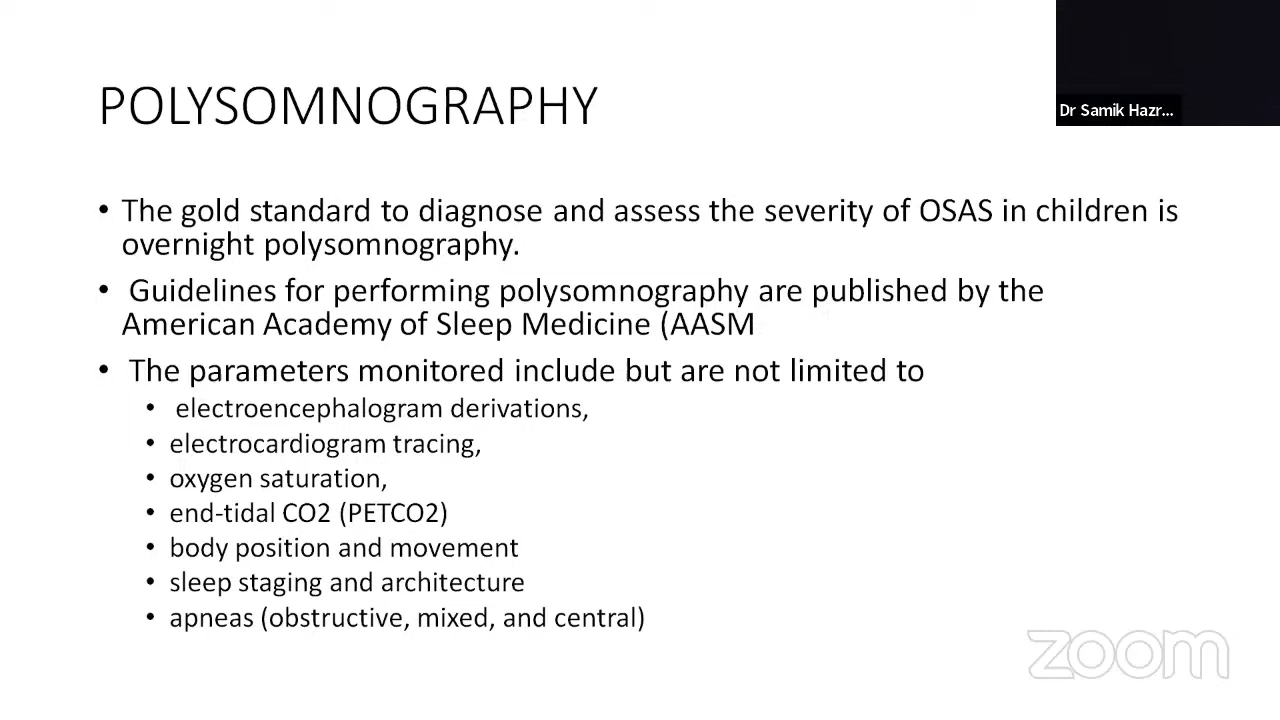 Dr Samik Hazr...
POLYSOMNOGRAPHY
• The gold standard to diagnose and assess the severity of OSAS in children is
overnight polysomnography.
• Guidelines for performing polysomnography are published by the
American Academy of Sleep Medicine (AASM
• The parameters monitored include but are not limited to
• electroencephalogram derivations,
• electrocardiogram tracing,
• oxygen saturation,
• end-tidal CO2 (PETCO2)
• body position and movement
• sleep staging and architecture
• apneas (obstructive, mixed, and central)
zoom